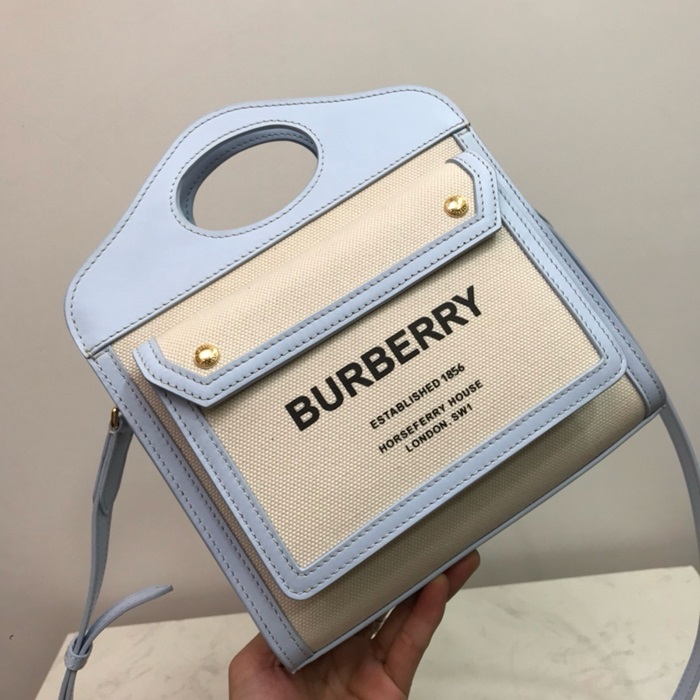 BURBERRY
ESTABLISHED 1856
HORSEFERRY HOUSE
LONDON. SW1